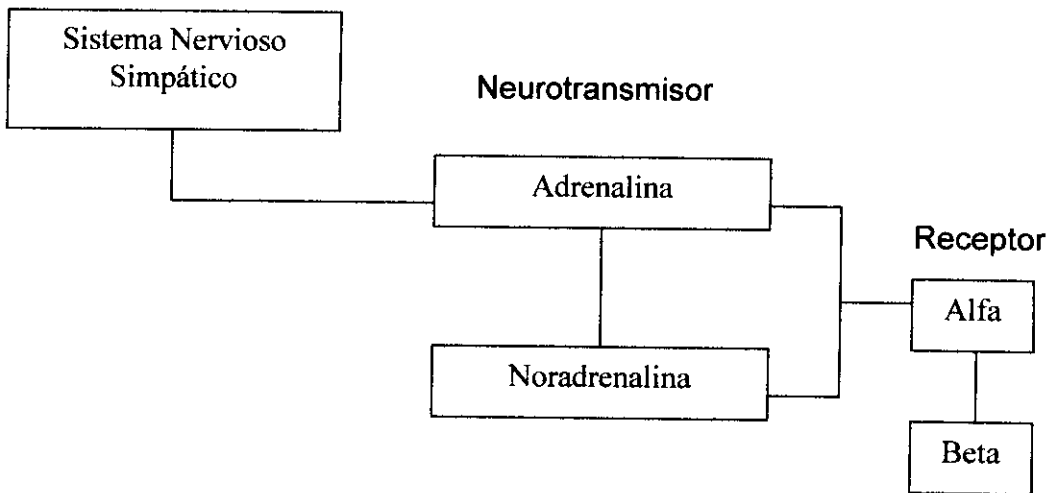 Sistema Nervioso
Simpático
Neurotransmisor
Adrenalina
Receptor
Alfa
Noradrenalina
Beta